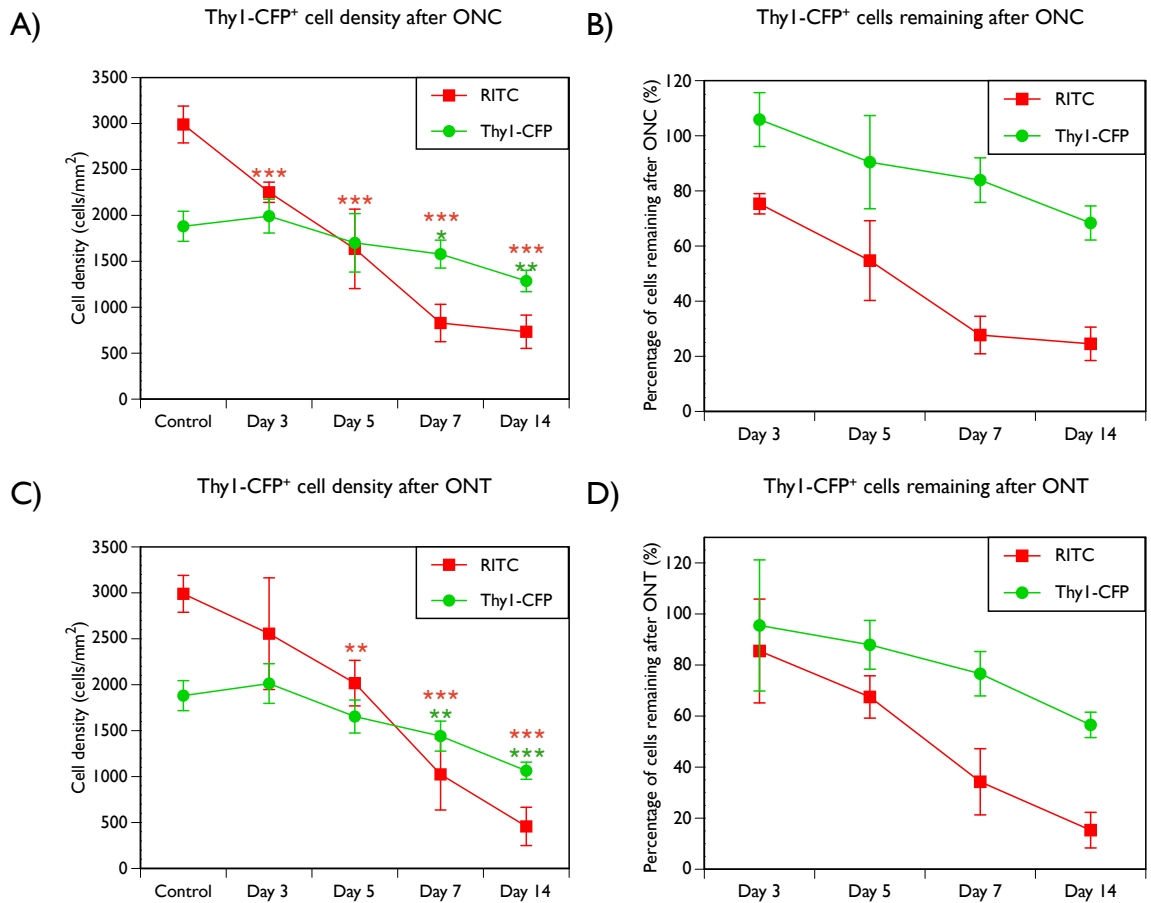 A)
Thy1-CFP⁺ cell density after ONC
Cell density (cells/mm²)
3500
3000
2500
2000
1500
1000
500
0
RITC
Thy1-CFP
***
***
***
*
***
**
Control Day 3 Day 5 Day 7 Day 14
B)
Thy1-CFP⁺ cells remaining after ONC
Percentage of cells remaining after ONC (%)
120
100
80
60
40
20
0
RITC
Thy1-CFP
Day 3 Day 5 Day 7 Day 14
C)
Thy1-CFP⁺ cell density after ONT
Cell density (cells/mm²)
3500
3000
2500
2000
1500
1000
500
0
RITC
Thy1-CFP
**
***
**
***
***
Control Day 3 Day 5 Day 7 Day 14
D)
Thy1-CFP⁺ cells remaining after ONT
Percentage of cells remaining after ONT (%)
120
100
80
60
40
20
0
RITC
Thy1-CFP
Day 3 Day 5 Day 7 Day 14